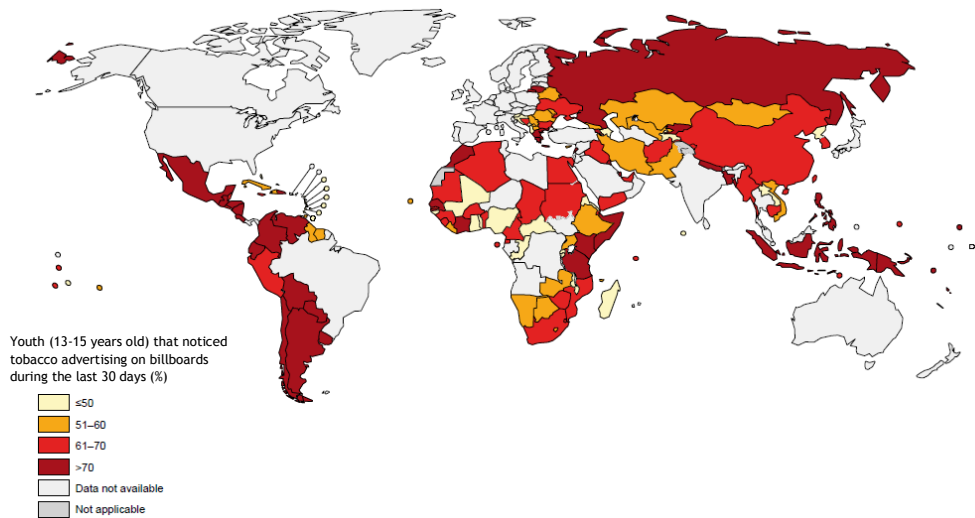 Youth (13-15 years old) that noticed
tobacco advertising on billboards
during the last 30 days (%)
≤50
51–60
61–70
>70
Data not available
Not applicable